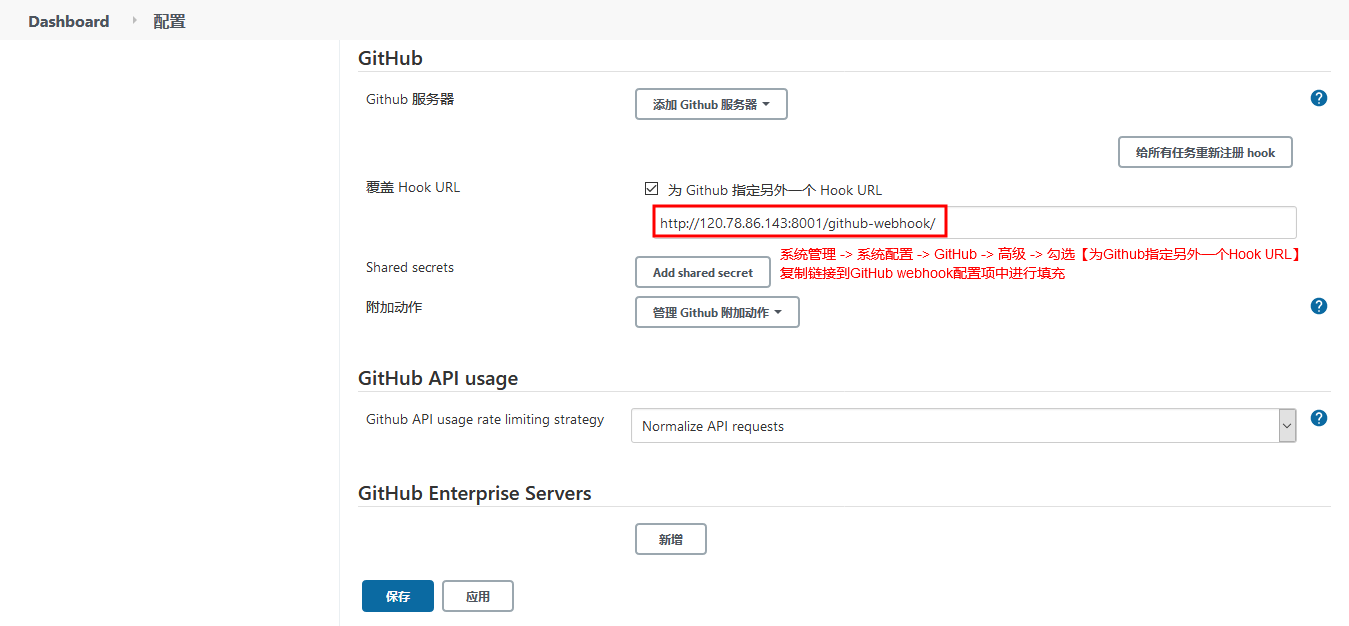 Dashboard 配置
GitHub
Github 服务器
添加 Github 服务器
给所有任务重新注册 hook
覆盖 Hook URL
为 Github 指定另外一个 Hook URL
http://120.78.86.143:8001/github-webhook/
系统管理 -> 系统配置 -> GitHub -> 高级 -> 勾选【为Github指定另外一个Hook URL】
Shared secrets
Add shared secret
复制链接到GitHub webhook配置项中进行填充
附加动作
管理 Github 附加动作
GitHub API usage
Github API usage rate limiting strategy
Normalize API requests
GitHub Enterprise Servers
新增
保存
应用